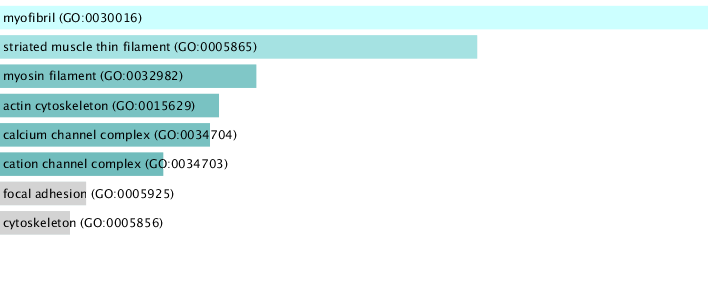 myofibril (GO:0030016)
striated muscle thin filament (GO:0005865)
myosin filament (GO:0032982)
actin cytoskeleton (GO:0015629)
calcium channel complex (GO:0034704)
cation channel complex (GO:0034703)
focal adhesion (GO:0005925)
cytoskeleton (GO:0005856)